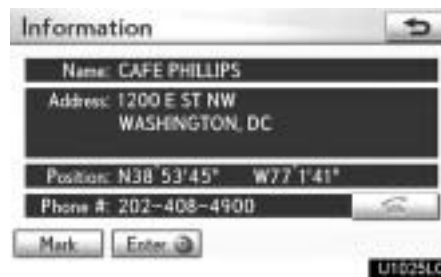 Information
Name: CAFE PHILLIPS
Address: 1200 E ST NW
WASHINGTON, DC
Position: N38°53'45" W77°1'41"
Phone #: 202-408-4900
Mark Enter
U1025LC